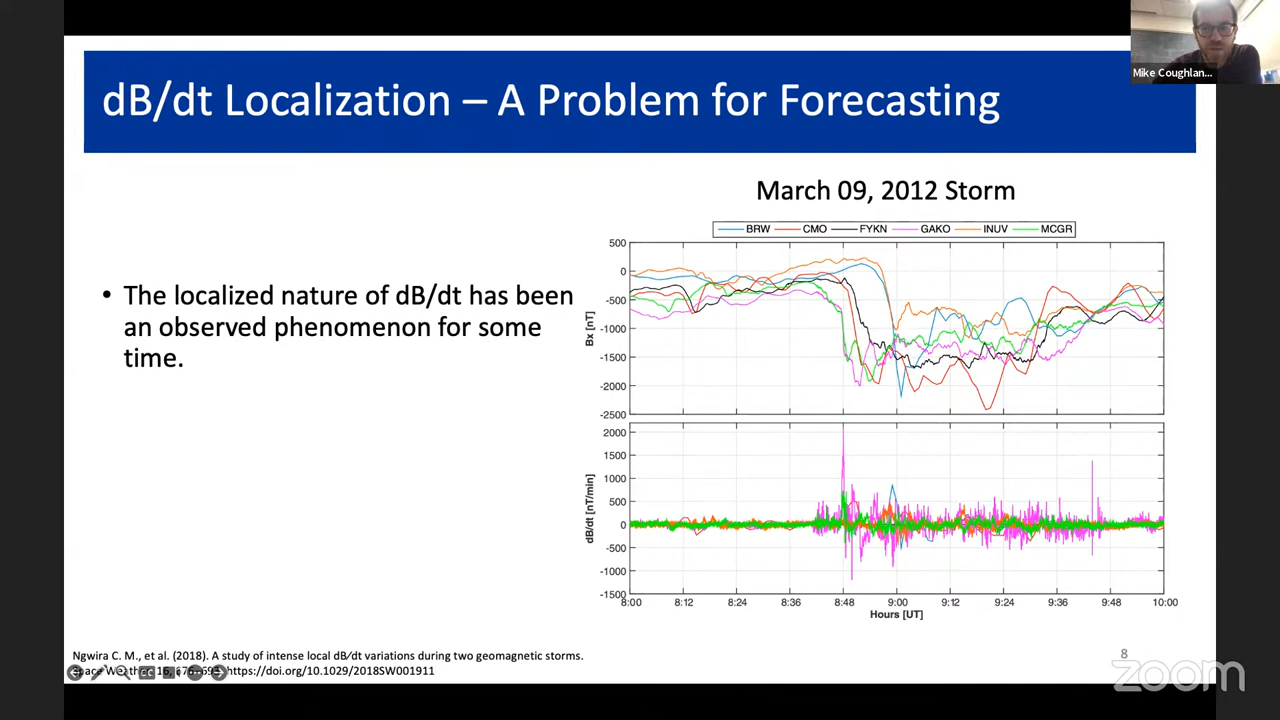 dB/dt Localization – A Problem for Forecasting
Mike Coughlan...
March 09, 2012 Storm
• The localized nature of dB/dt has been
an observed phenomenon for some
time.
BRW CMO FYKN GAKO INUV MCGR
500
0
-500
-1000
-1500
-2000
-2500
Bx [nT]
2000
1500
1000
500
0
-500
-1000
-1500
dB/dt [nT/min]
8:00 8:12 8:24 8:36 8:48 9:00 9:12 9:24 9:36 9:48 10:00
Hours [UT]
Ngwira C. M., et al. (2018). A study of intense local dB/dt variations during two geomagnetic storms.
Space Weather, 16, https://doi.org/10.1029/2018SW001911
8
zoom